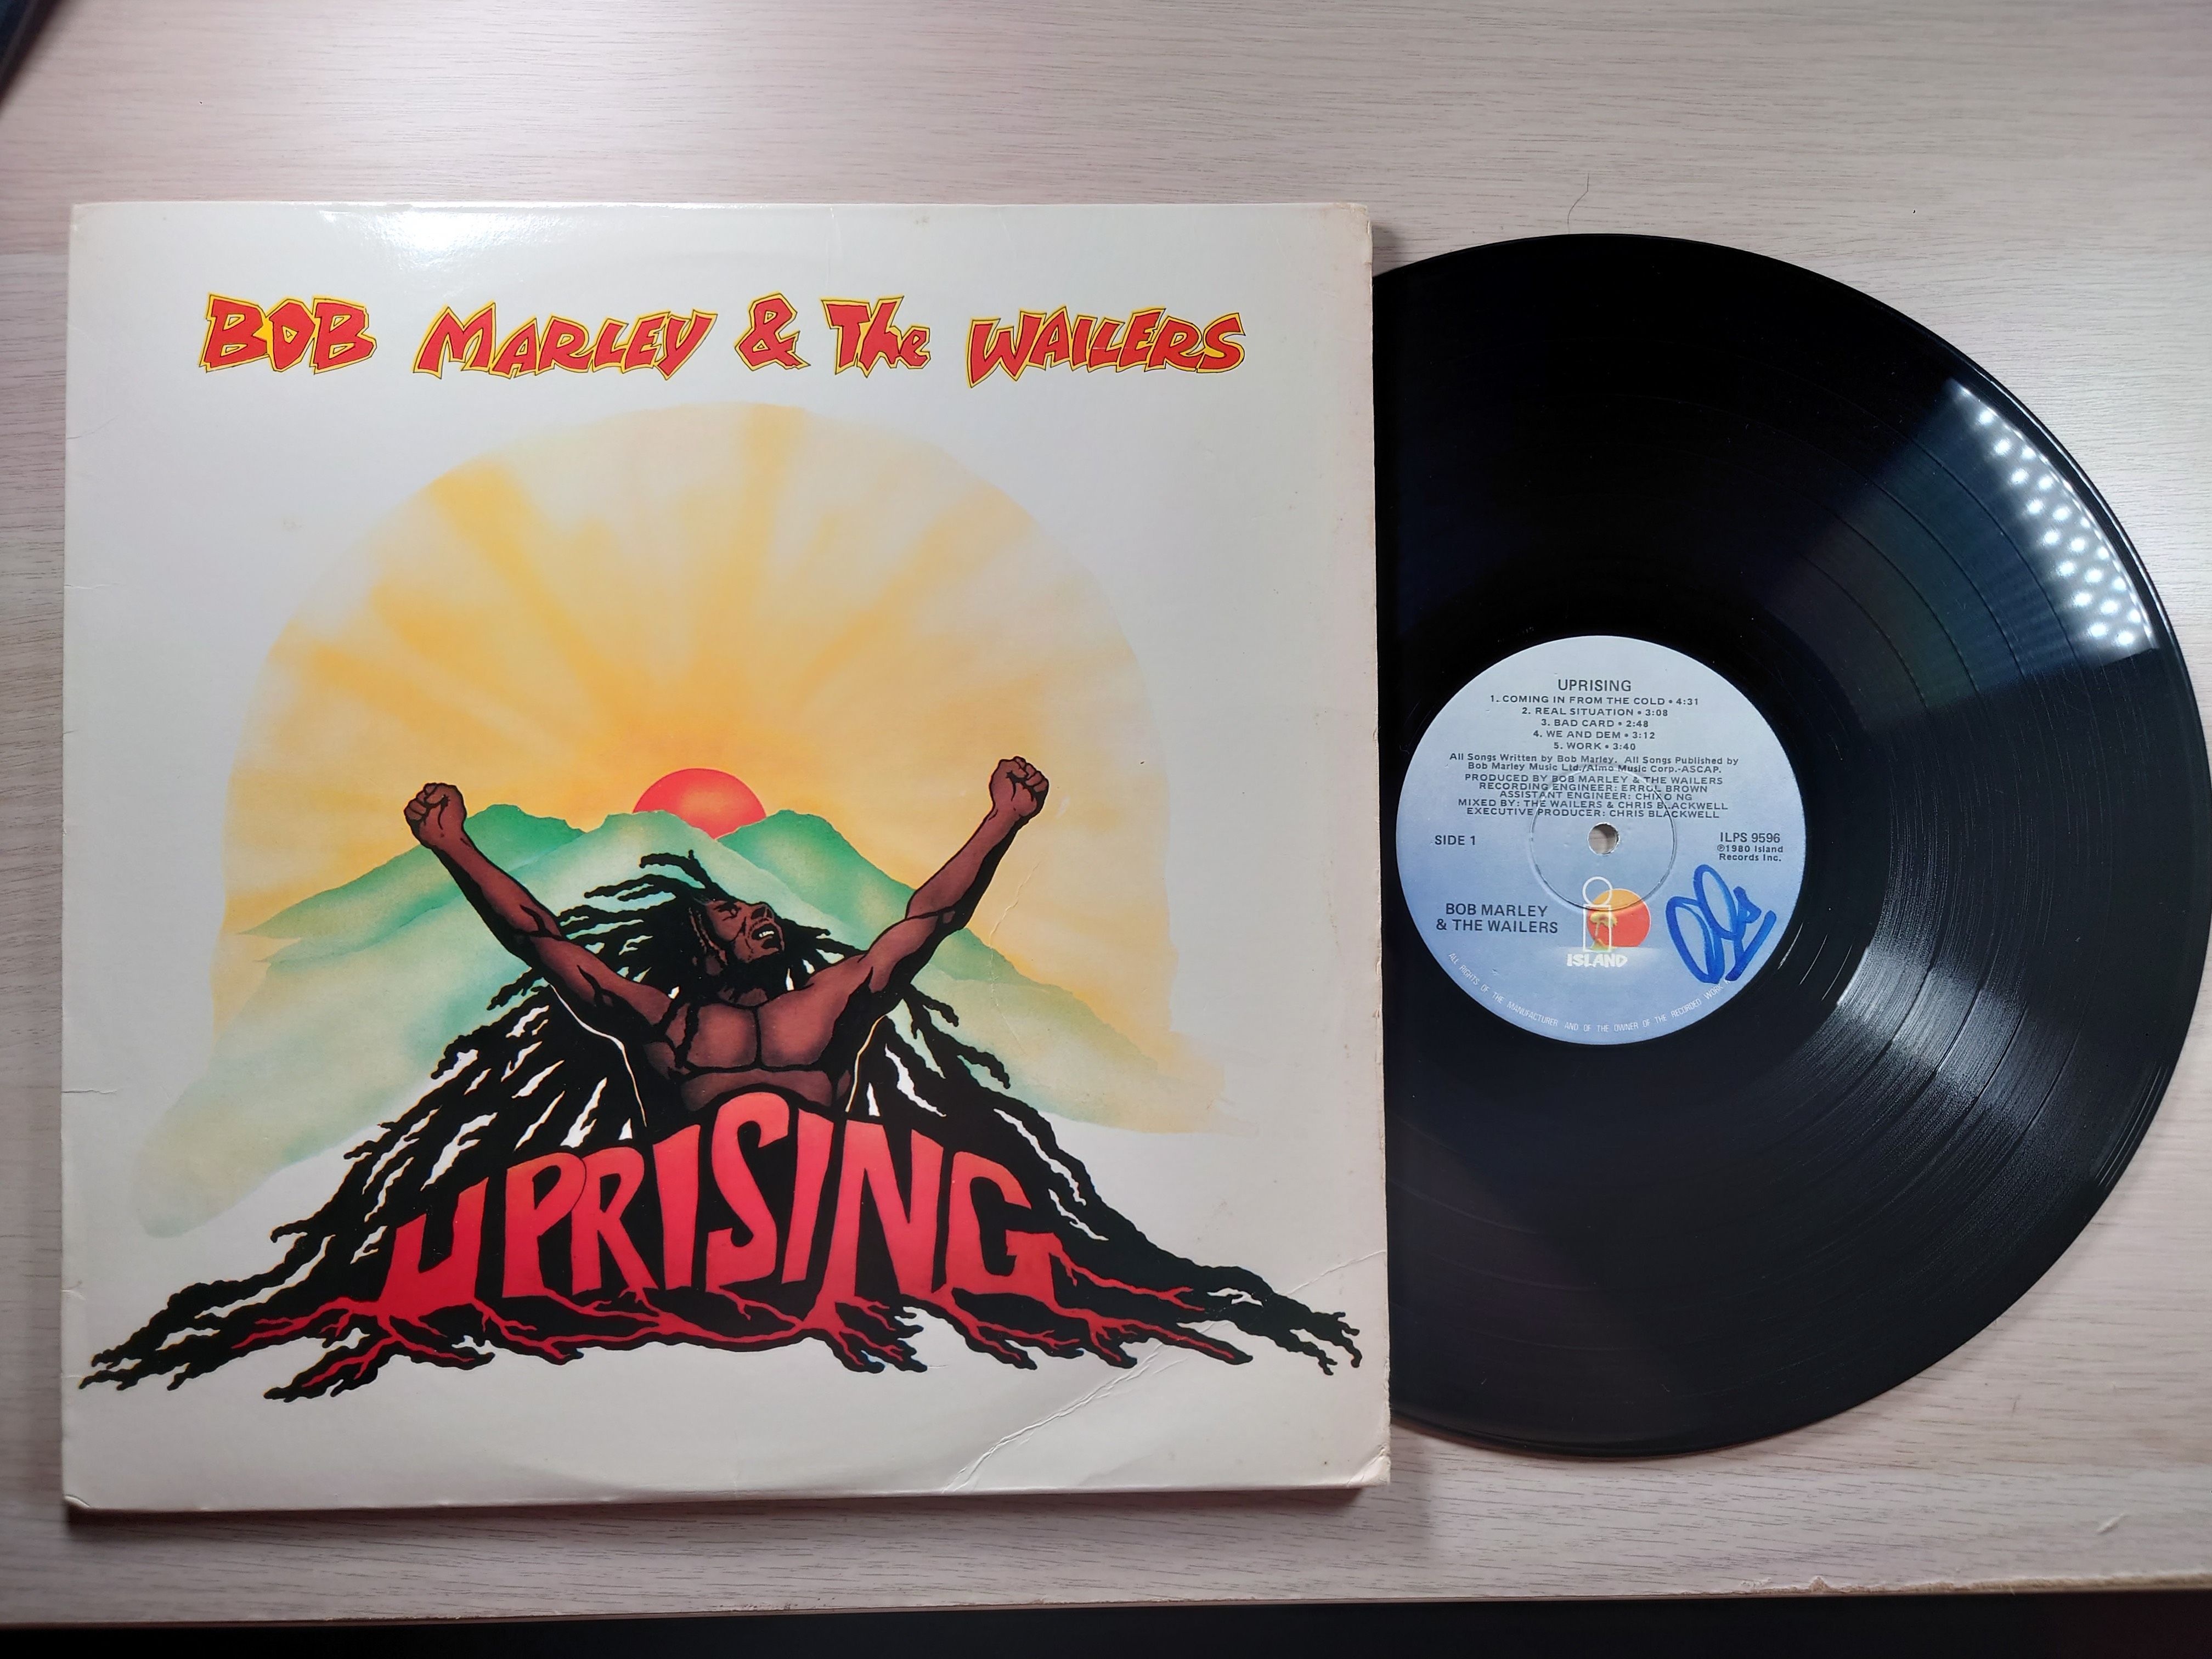 BOB MARLEY & The WAILERS
UPRISING
UPRISING
1. COMING IN FROM THE COLD • 4:31
2. REAL SITUATION • 3:08
3. BAD CARD • 2:48
4. WE AND DEM • 3:12
5. WORK • 3:40
All Songs Written by Bob Marley. All Songs Published by
Bob Marley Music Ltd./Almo Music Corp.-ASCAP.
PRODUCED BY BOB MARLEY & THE WAILERS
RECORDING ENGINEER: ERROL BROWN
ASSISTANT ENGINEER: CHIAO NG
MIXED BY: THE WAILERS & CHRIS BLACKWELL
EXECUTIVE PRODUCER: CHRIS BLACKWELL
SIDE 1
ILPS 9596
℗1980 Island
Records Inc.
BOB MARLEY
& THE WAILERS
ISLAND
ALL RIGHTS OF THE MANUFACTURER AND OF THE OWNER OF THE RECORDED WORK